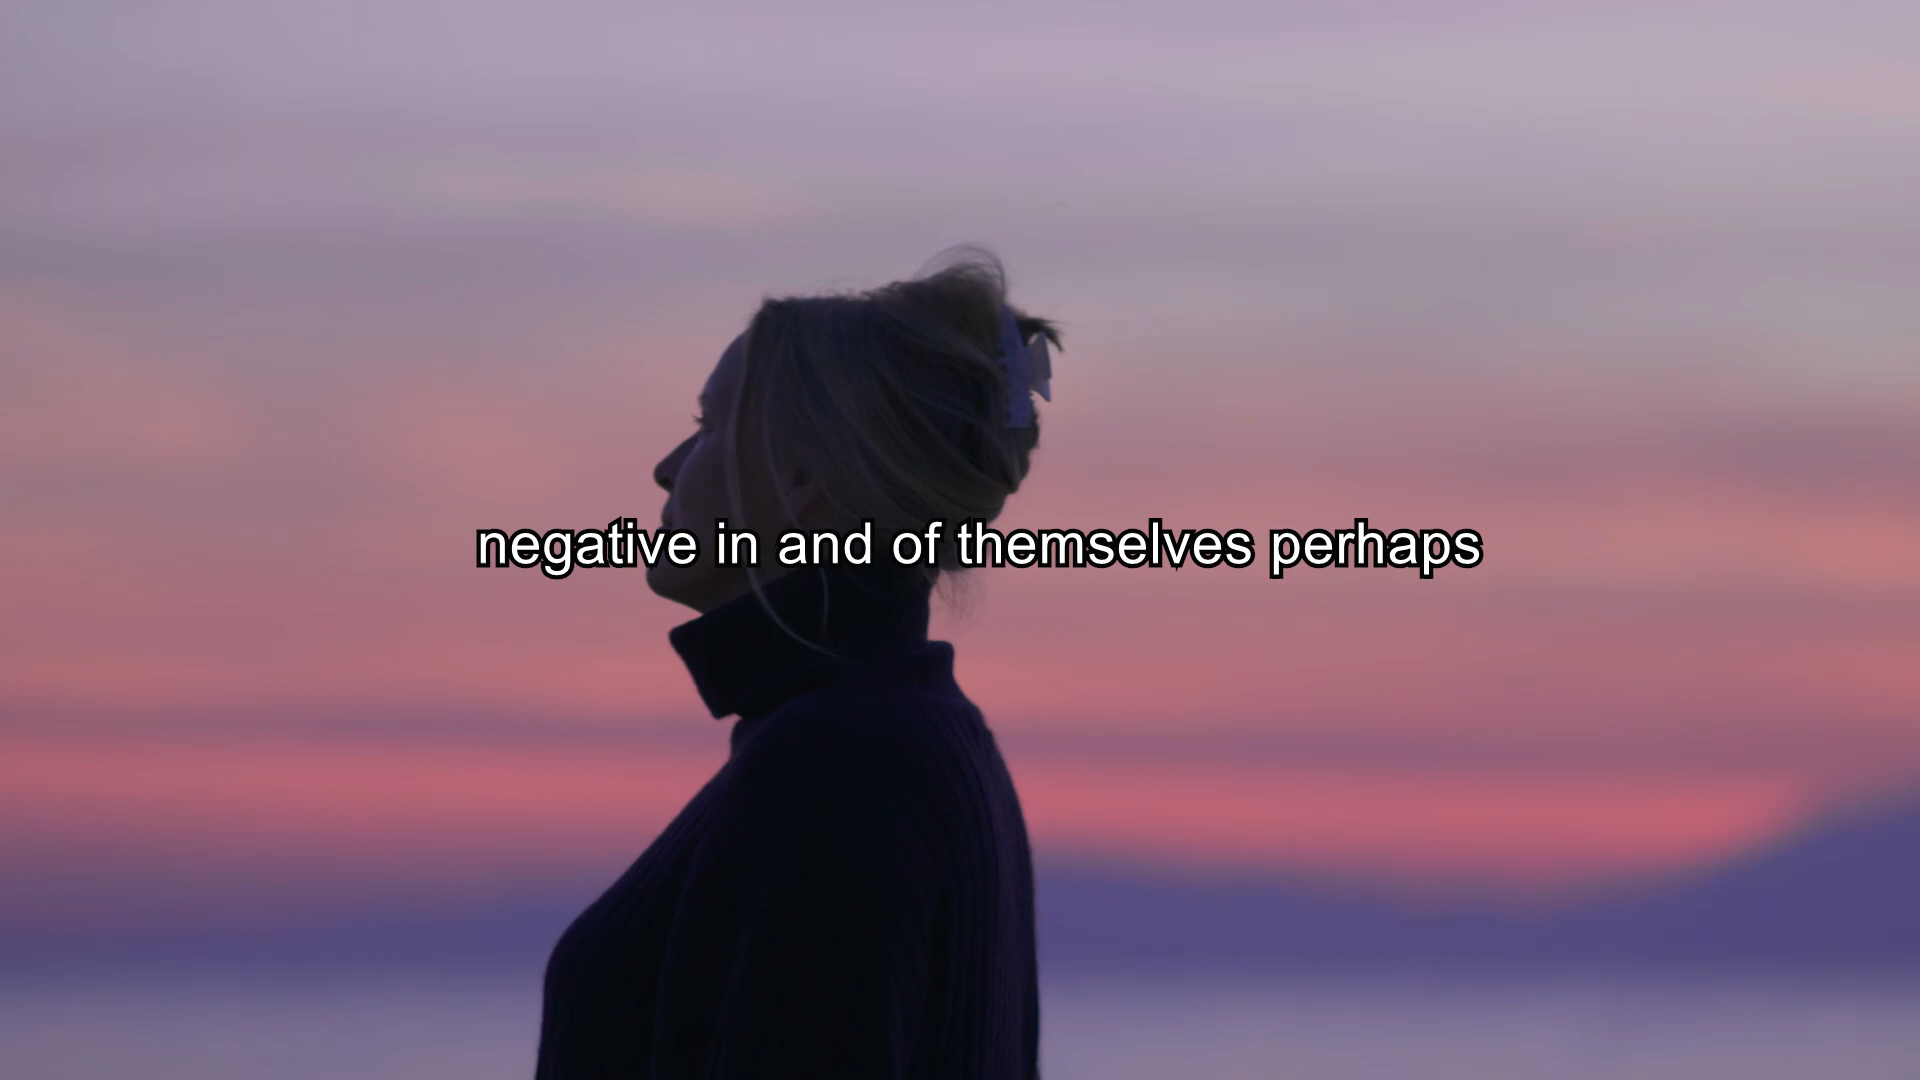 negative in and of themselves perhaps